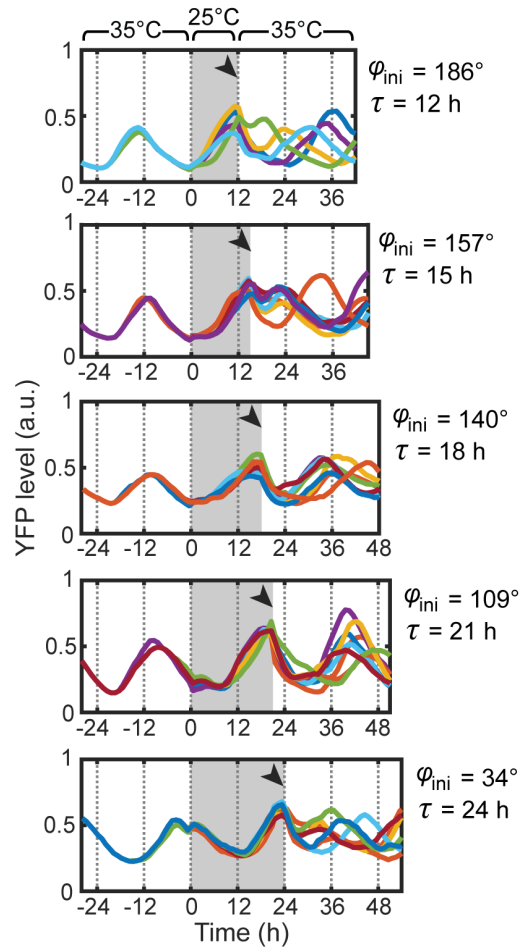 35°C 25°C 35°C
1
0.5
0
-24 -12 0 12 24 36
φini = 186°
τ = 12 h
1
0.5
0
-24 -12 0 12 24 36
φini = 157°
τ = 15 h
1
0.5
0
-24 -12 0 12 24 36 48
φini = 140°
τ = 18 h
YFP level (a.u.)
1
0.5
0
-24 -12 0 12 24 36 48
φini = 109°
τ = 21 h
1
0.5
0
-24 -12 0 12 24 36 48
φini = 34°
τ = 24 h
Time (h)